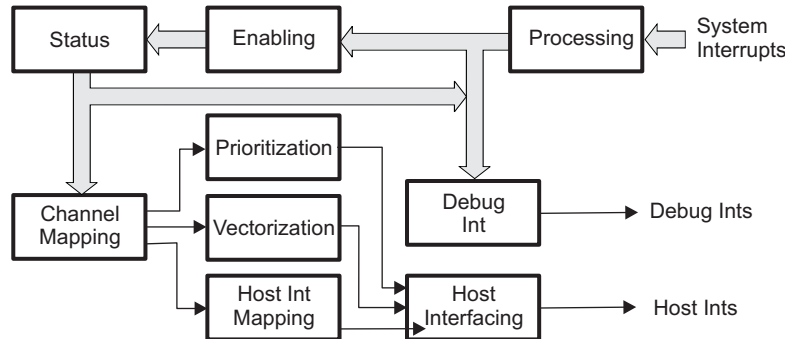 Status
Enabling
Processing
System
Interrupts
Prioritization
Channel
Mapping
Vectorization
Debug
Int
Debug Ints
Host Int
Mapping
Host
Interfacing
Host Ints